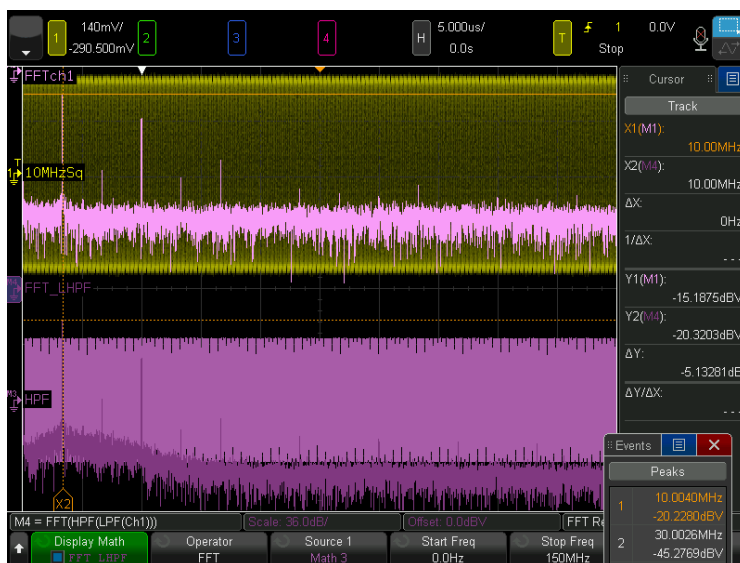 1 140mV/ -290.500mV 2 3 4 H 5.000us/ 0.0s T 1 0.0V Stop
FFTch1
1 T 10MHzSq
FFT_LHPF
M3 HPF
X2
Cursor
Track
X1(M1):
10.00MHz
X2(M4):
10.00MHz
ΔX:
0Hz
1/ΔX:
---
Y1(M1):
-15.1875dBV
Y2(M4):
-20.3203dBV
ΔY:
-5.13281dB
ΔY/ΔX:
---
Events
Peaks
1 10.0040MHz
-20.2280dBV
2 30.0026MHz
-45.2769dBV
M4 = FFT(HPF(LPF(Ch1))) Scale: 36.0dB/ Offset: 0.0dBV FFT Re
Display Math Operator Source 1 Start Freq Stop Freq
FFT_LHPF FFT Math 3 0.0Hz 150MHz